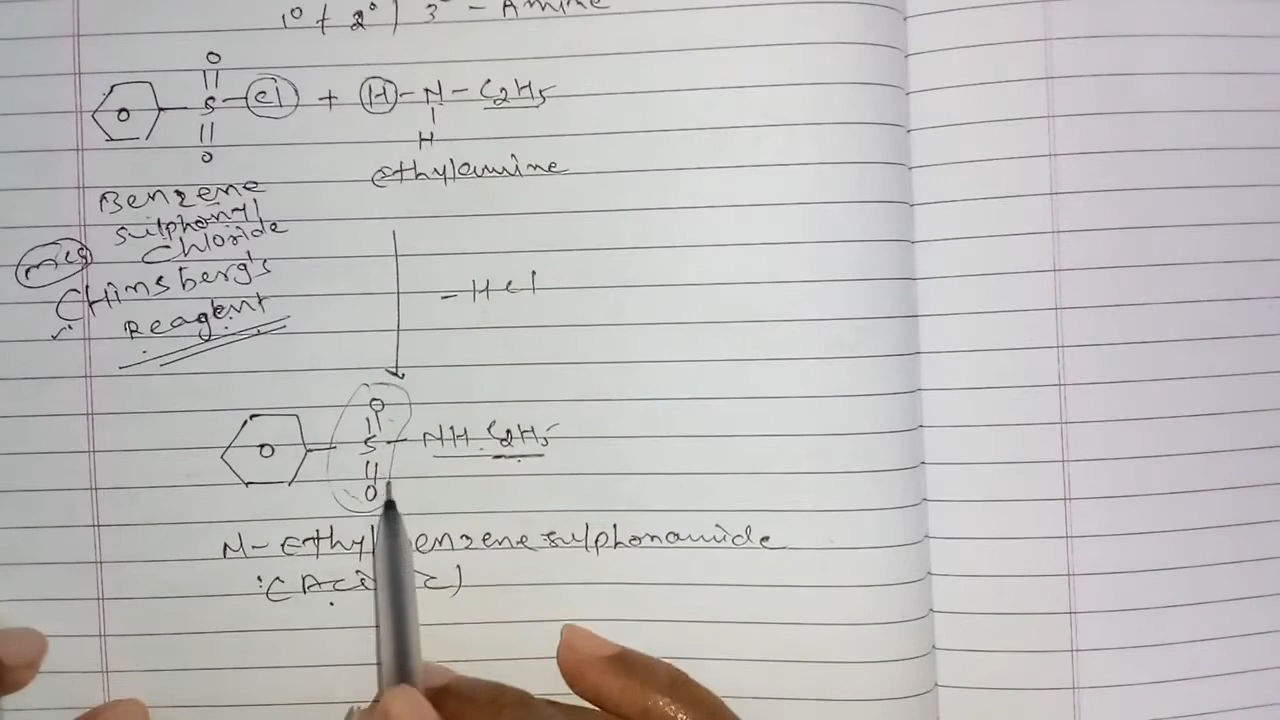 1° / 2° / 3° - Amine
O
S - Cl + H - N - C2H5
O
H
ethylamine
Benzene
sulphonyl
Chloride
mcq
(Hinsberg's
Reagent
- HCl
O
S - NH C2H5
O
N- Ethyl benzene sulphonamide